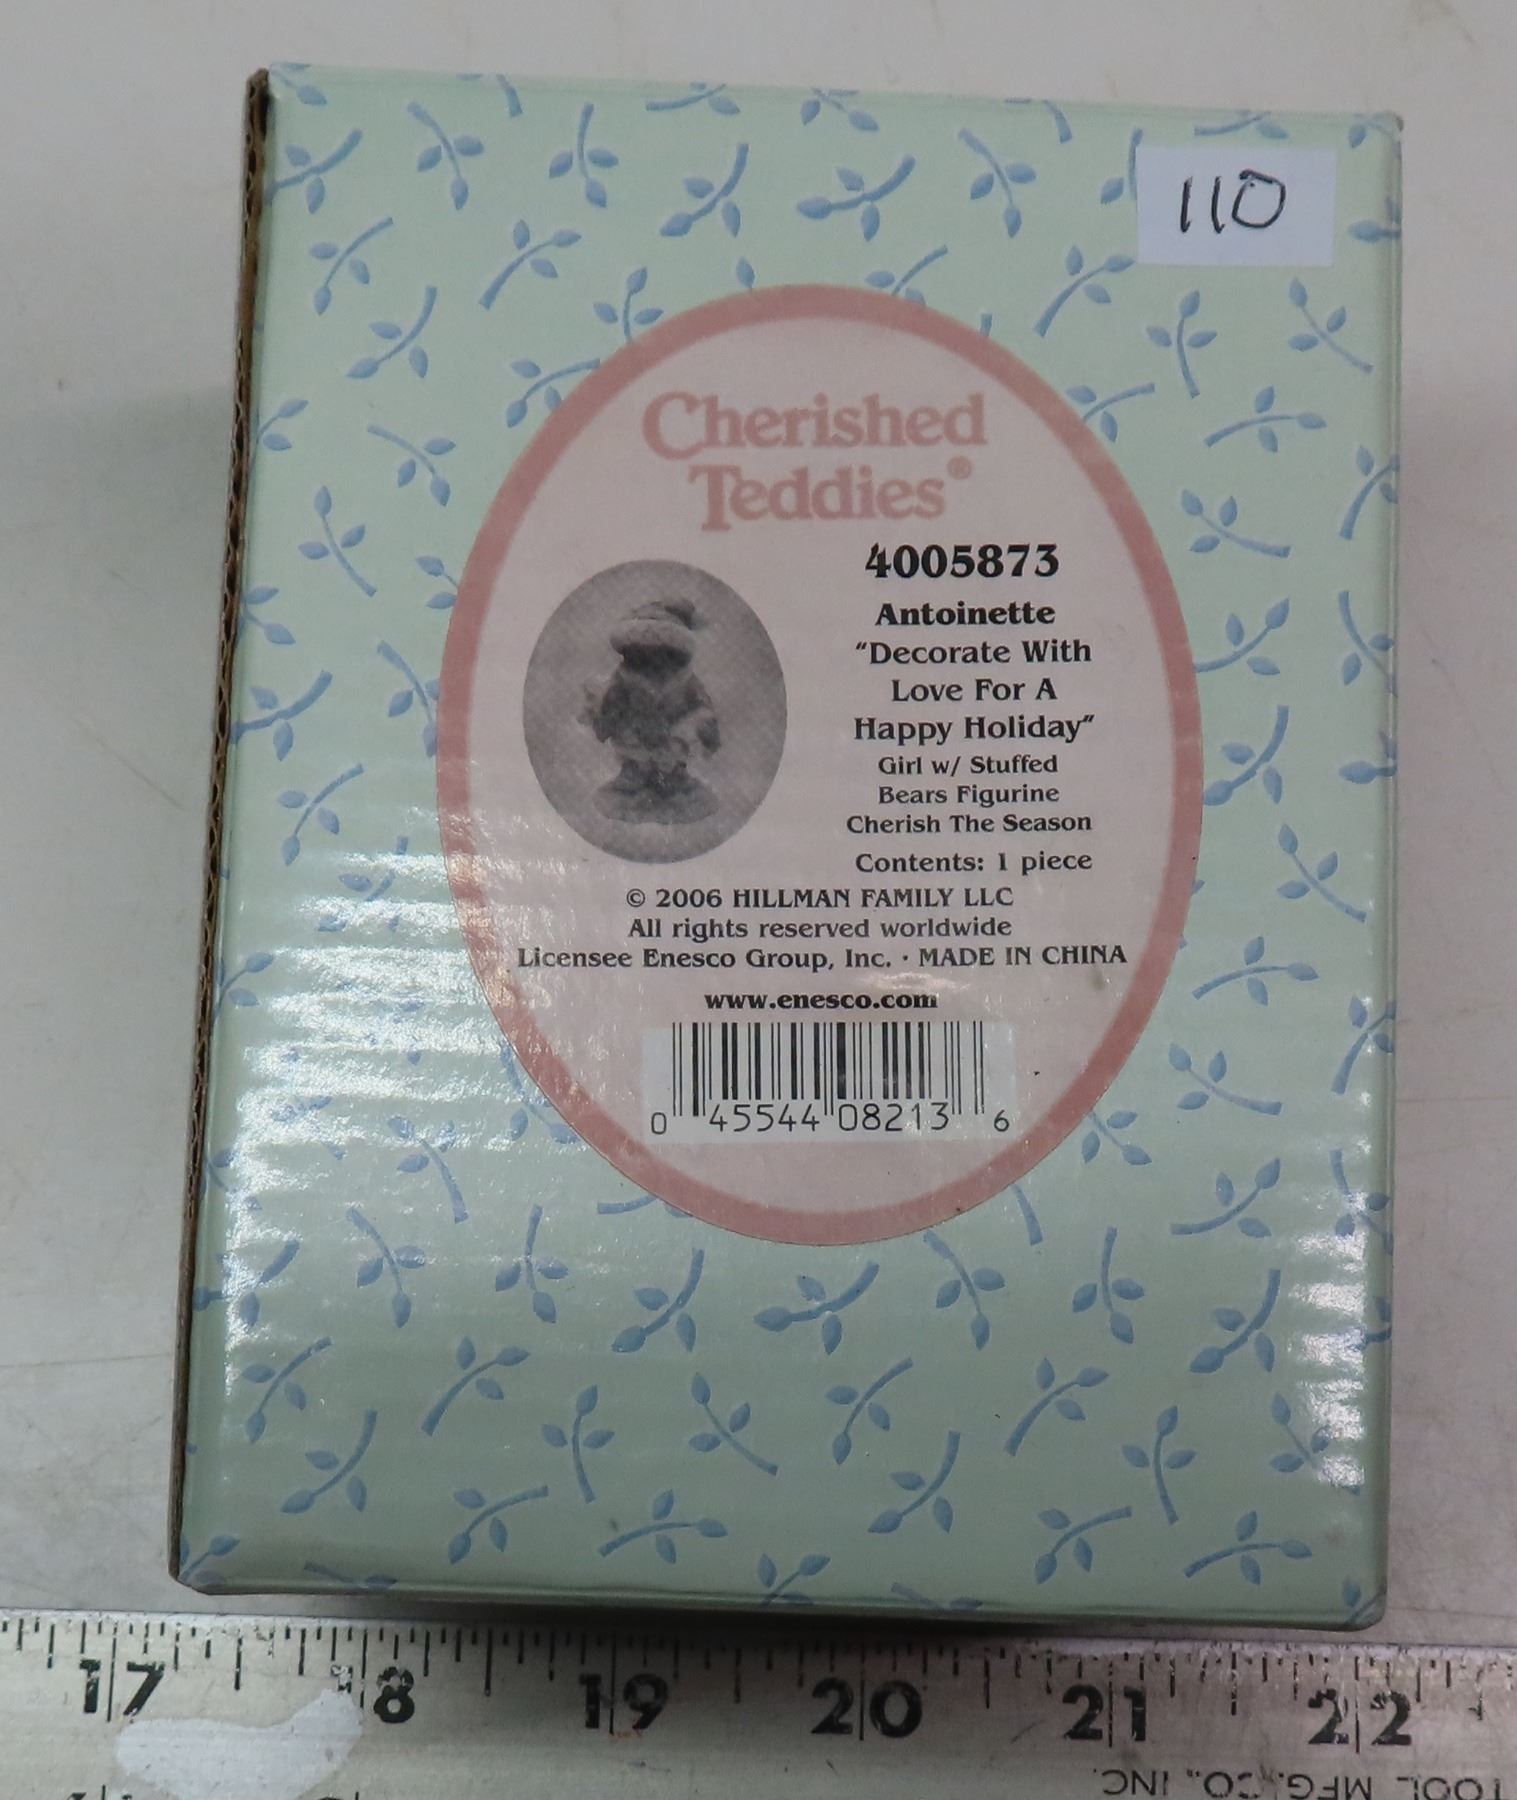 110
Cherished
Teddies®
4005873
Antoinette
“Decorate With
Love For A
Happy Holiday”
Girl w/ Stuffed
Bears Figurine
Cherish The Season
Contents: 1 piece
© 2006 HILLMAN FAMILY LLC
All rights reserved worldwide
Licensee Enesco Group, Inc. · MADE IN CHINA
www.enesco.com
0 45544 08213 6
17 18 19 20 21 22
TOOL MFG. CO., INC.